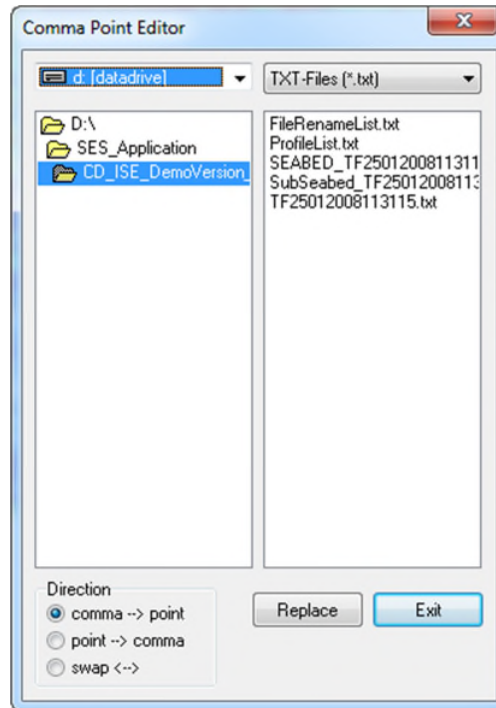 Comma Point Editor
d: [datadrive]
TXT-Files (*.txt)
D:\
SES_Application
CD_ISE_DemoVersion_
FileRenameList.txt
ProfileList.txt
SEABED_TF2501200811311
SubSeabed_TF25012008113
TF25012008113115.txt
Direction
comma --> point
point --> comma
swap <-->
Replace
Exit